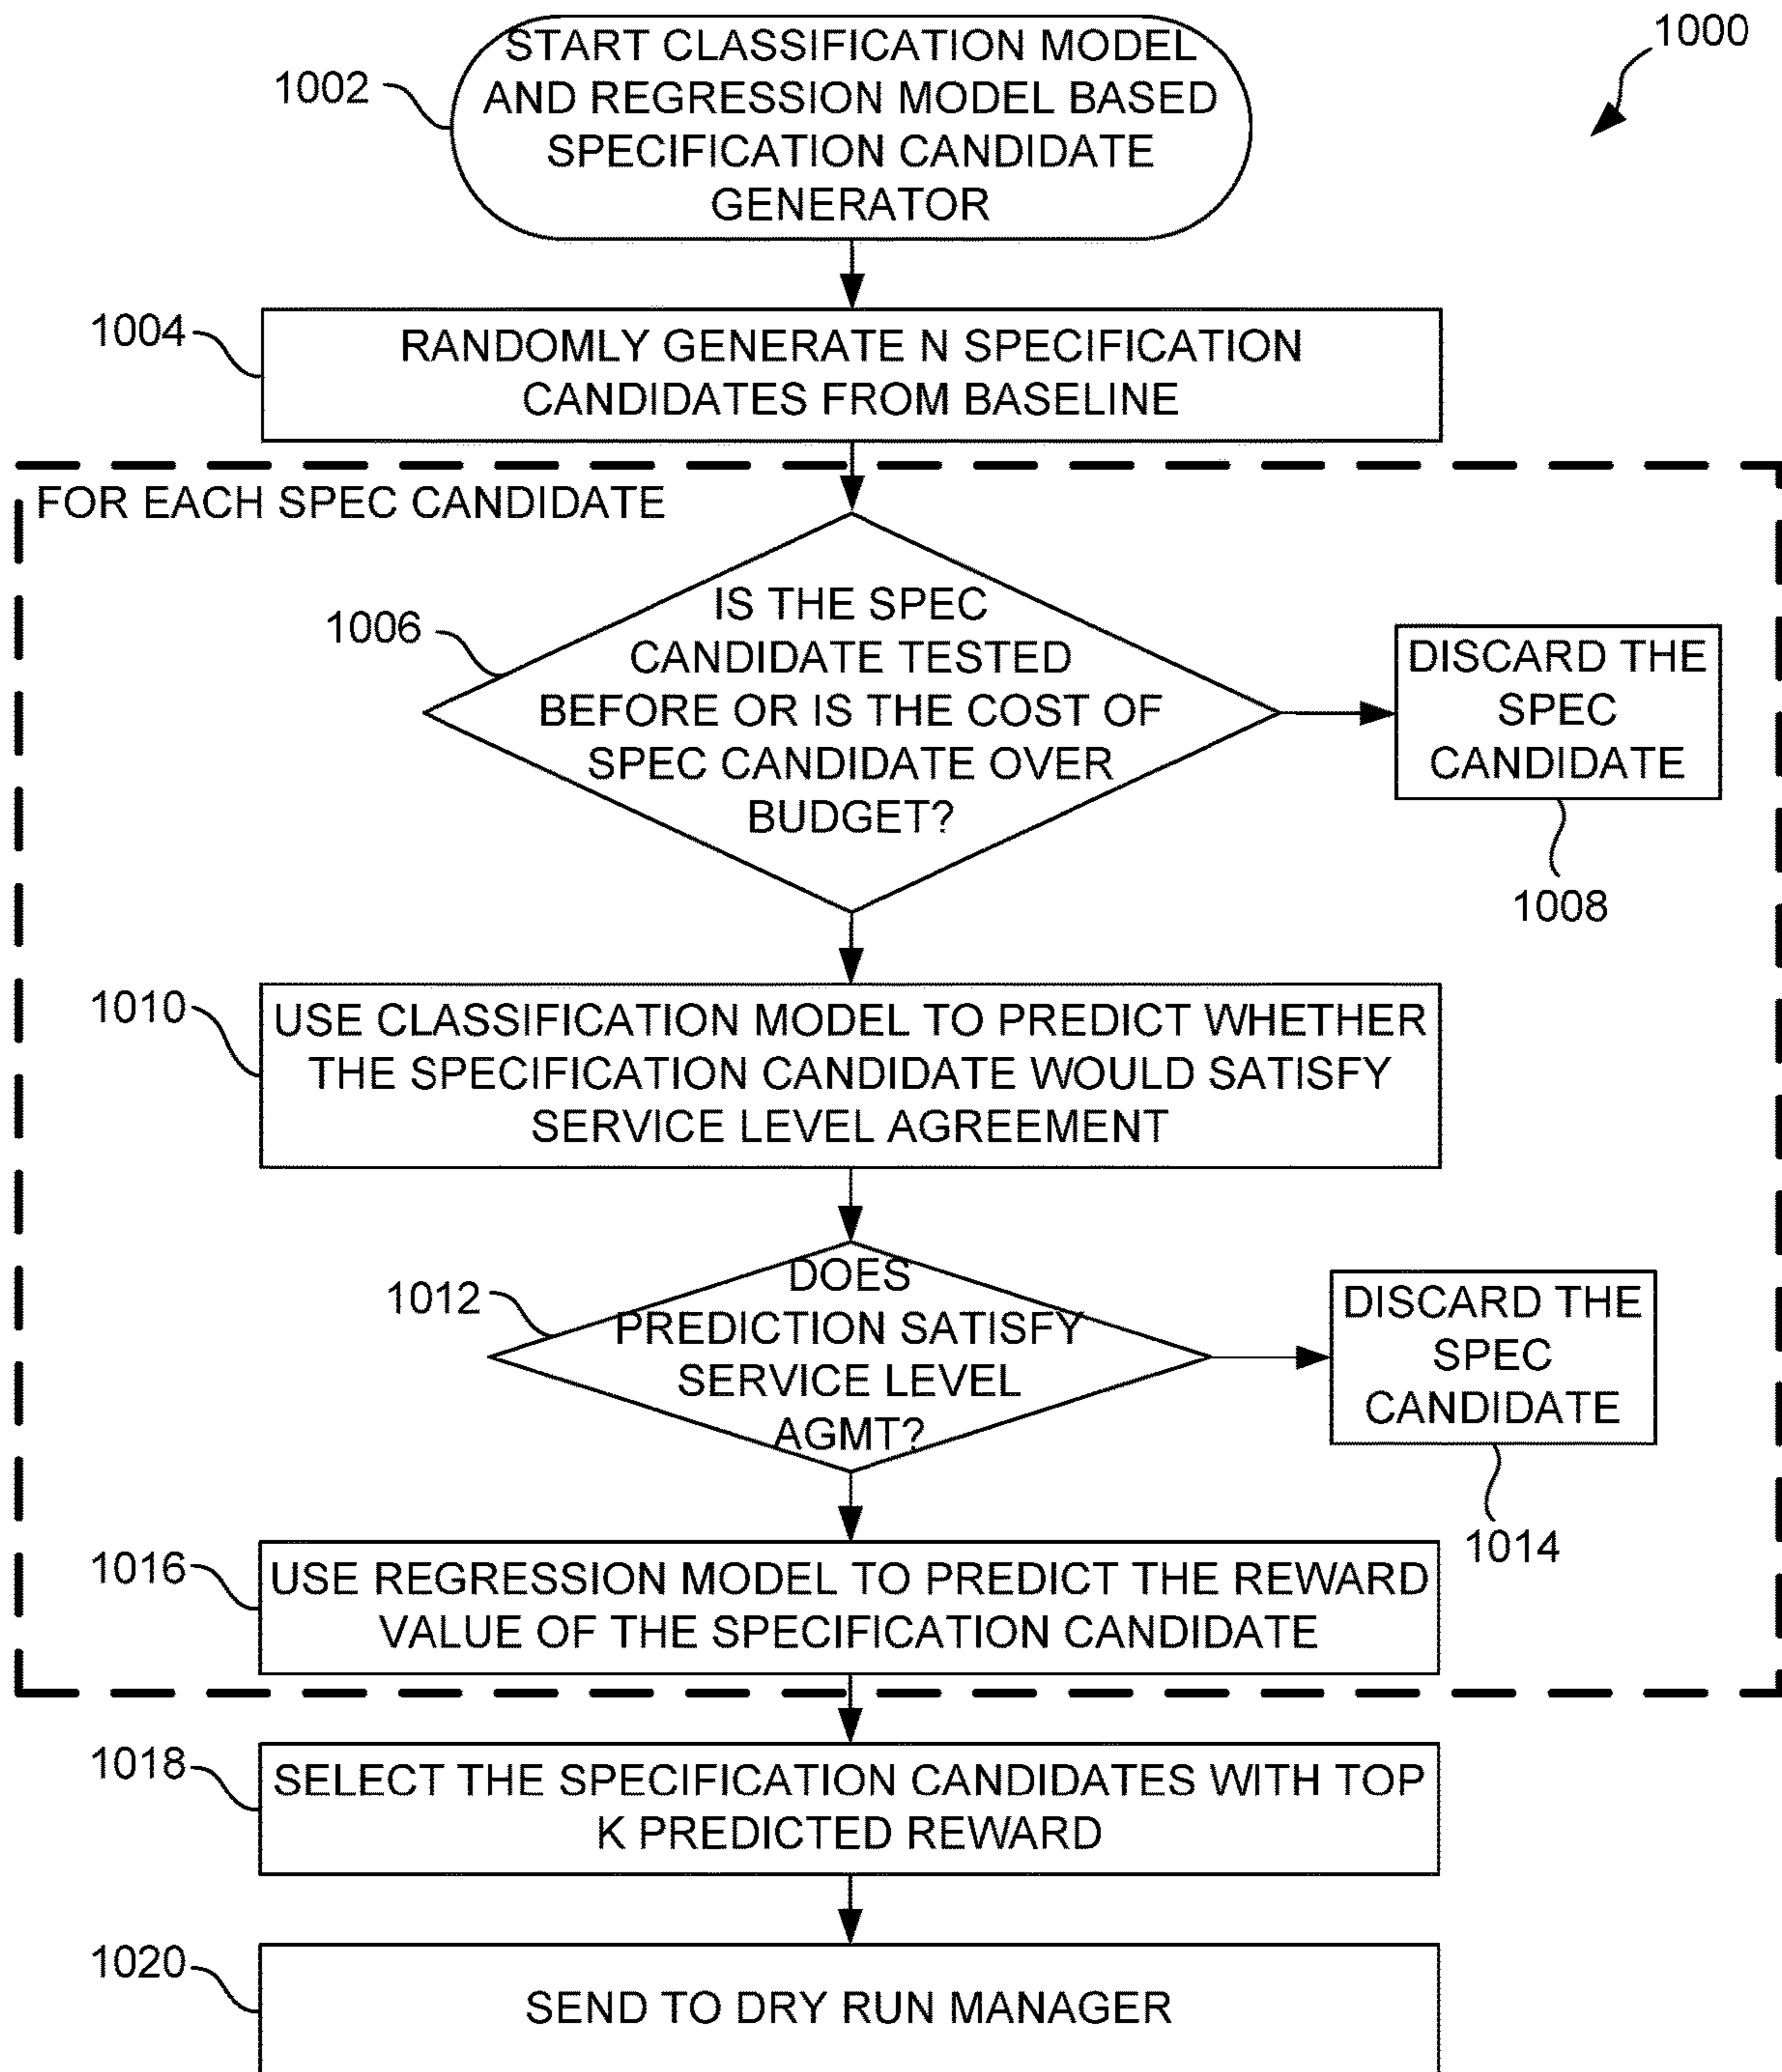 1000
1002
START CLASSIFICATION MODEL
AND REGRESSION MODEL BASED
SPECIFICATION CANDIDATE
GENERATOR
1004
RANDOMLY GENERATE N SPECIFICATION
CANDIDATES FROM BASELINE
FOR EACH SPEC CANDIDATE
1006
IS THE SPEC
CANDIDATE TESTED
BEFORE OR IS THE COST OF
SPEC CANDIDATE OVER
BUDGET?
DISCARD THE
SPEC
CANDIDATE
1008
1010
USE CLASSIFICATION MODEL TO PREDICT WHETHER
THE SPECIFICATION CANDIDATE WOULD SATISFY
SERVICE LEVEL AGREEMENT
1012
DOES
PREDICTION SATISFY
SERVICE LEVEL
AGMT?
DISCARD THE
SPEC
CANDIDATE
1014
1016
USE REGRESSION MODEL TO PREDICT THE REWARD
VALUE OF THE SPECIFICATION CANDIDATE
1018
SELECT THE SPECIFICATION CANDIDATES WITH TOP
K PREDICTED REWARD
1020
SEND TO DRY RUN MANAGER